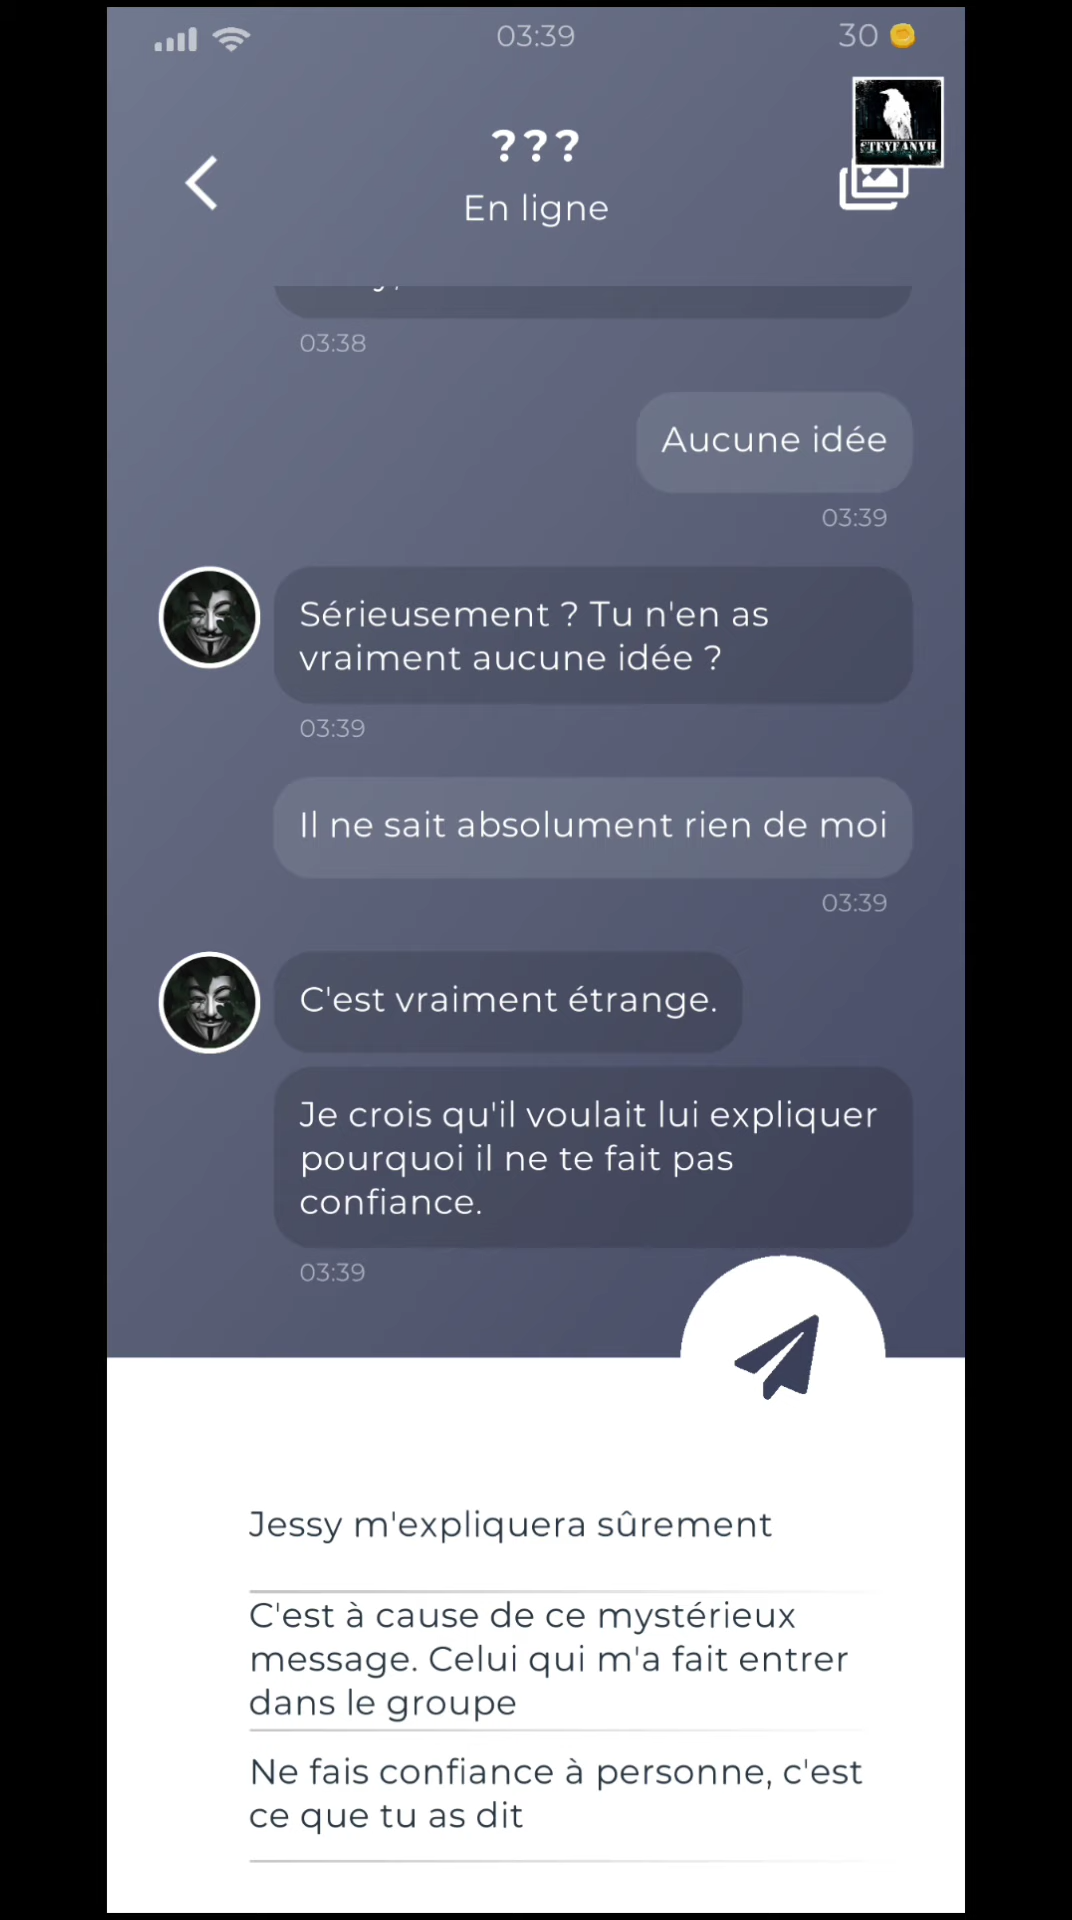 03:39
30
STEYFANYH
???
En ligne
03:38
Aucune idée
03:39
Sérieusement ? Tu n'en as
vraiment aucune idée ?
03:39
Il ne sait absolument rien de moi
03:39
C'est vraiment étrange.
Je crois qu'il voulait lui expliquer
pourquoi il ne te fait pas
confiance.
03:39
Jessy m'expliquera sûrement
C'est à cause de ce mystérieux
message. Celui qui m'a fait entrer
dans le groupe
Ne fais confiance à personne, c'est
ce que tu as dit